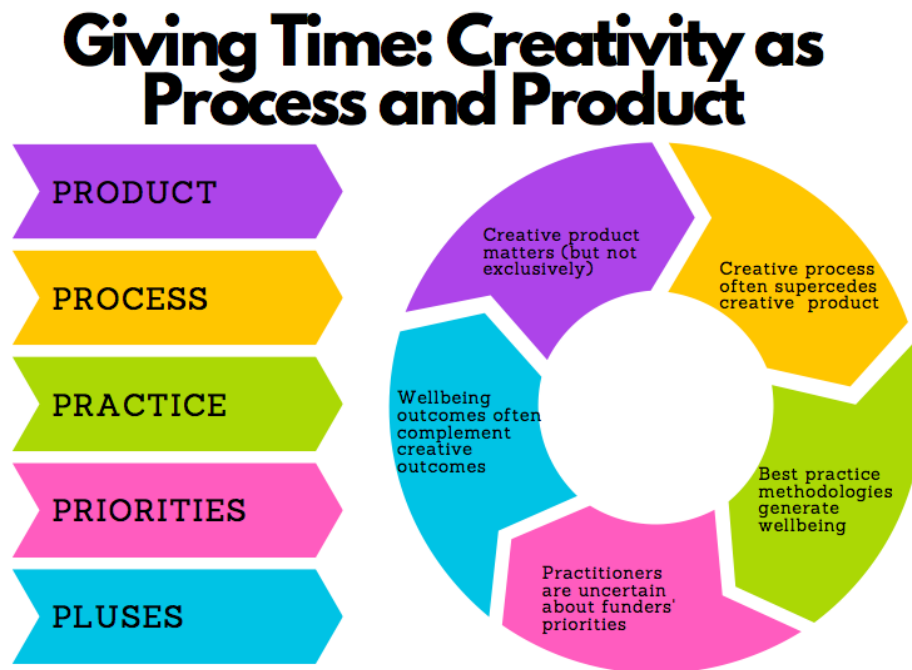 Giving Time: Creativity as
Process and Product
PRODUCT
PROCESS
PRACTICE
PRIORITIES
PLUSES
Creative product
matters (but not
exclusively)
Creative process
often supercedes
creative product
Best practice
methodologies
generate
wellbeing
Practitioners
are uncertain
about funders'
priorities
Wellbeing
outcomes often
complement
creative
outcomes